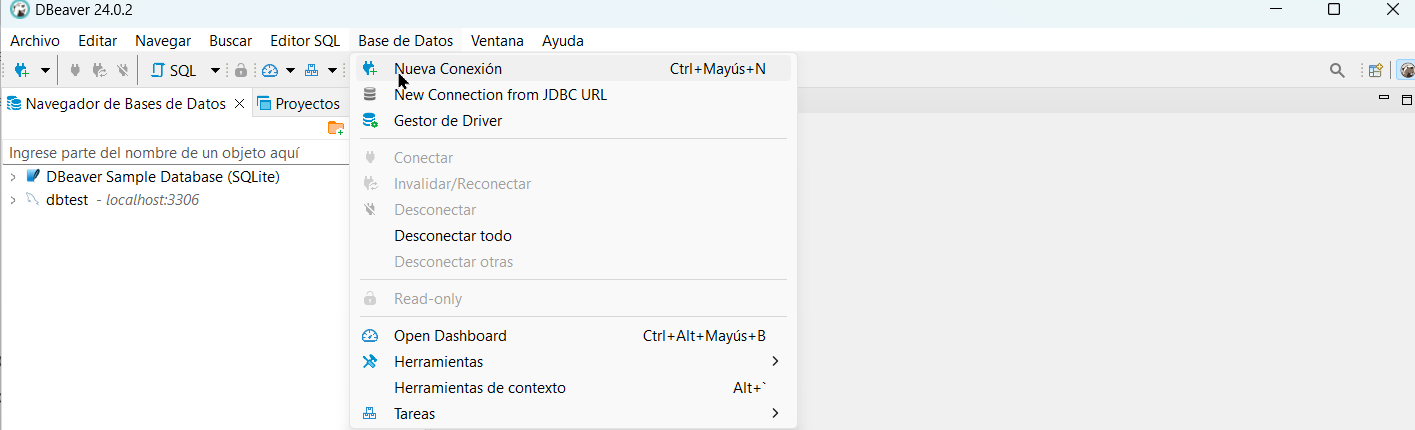 DBeaver 24.0.2
Archivo Editar Navegar Buscar Editor SQL Base de Datos Ventana Ayuda
SQL
Nueva Conexión Ctrl+Mayús+N
New Connection from JDBC URL
Gestor de Driver
Conectar
Invalidar/Reconectar
Desconectar
Desconectar todo
Desconectar otras
Read-only
Open Dashboard Ctrl+Alt+Mayús+B
Herramientas
Herramientas de contexto Alt+`
Tareas
Navegador de Bases de Datos Proyectos
Ingrese parte del nombre de un objeto aquí
DBeaver Sample Database (SQLite)
dbtest - localhost:3306